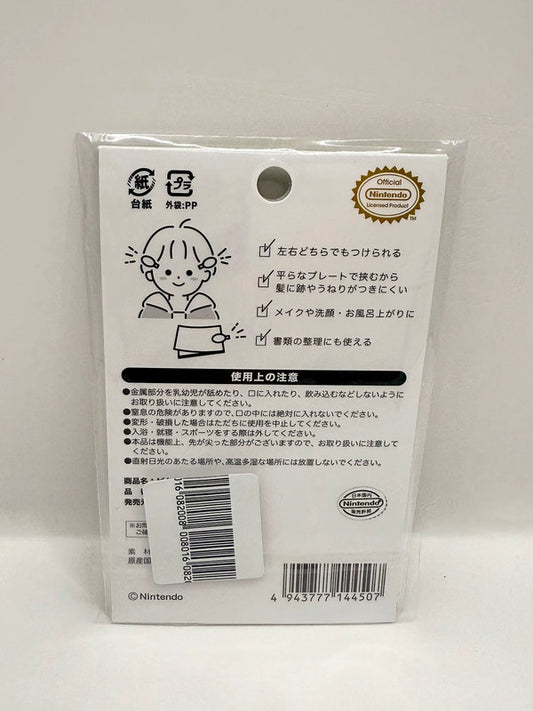 紙
台紙
プラ
外袋:PP
Official
Nintendo
Licensed Product
TM
左右どちらでもつけられる
平らなプレートで挟むから
髪に跡やうねりがつきにくい
メイクや洗顔・お風呂上がりに
書類の整理にも使える
使用上の注意
●金属部分を乳幼児が舐めたり、口に入れたり、飲み込むなどしないように
お取り扱いに注意してください。
●窒息の危険がありますので、口の中には絶対に入れないでください。
●変形・破損した場合はただちに使用を中止してください。
●入浴・就寝・スポーツをする際は外してください。
●本品は機能上、先が尖った部分がございますので、お取り扱いに注意して
ください。
●直射日光のあたる場所や、高温多湿な場所には放置しないでください。
商品名
品
発売元
日本国内
Nintendo
販売許諾
素 材
原産国
016 082008 008016 082
©Nintendo
4 943777 144507